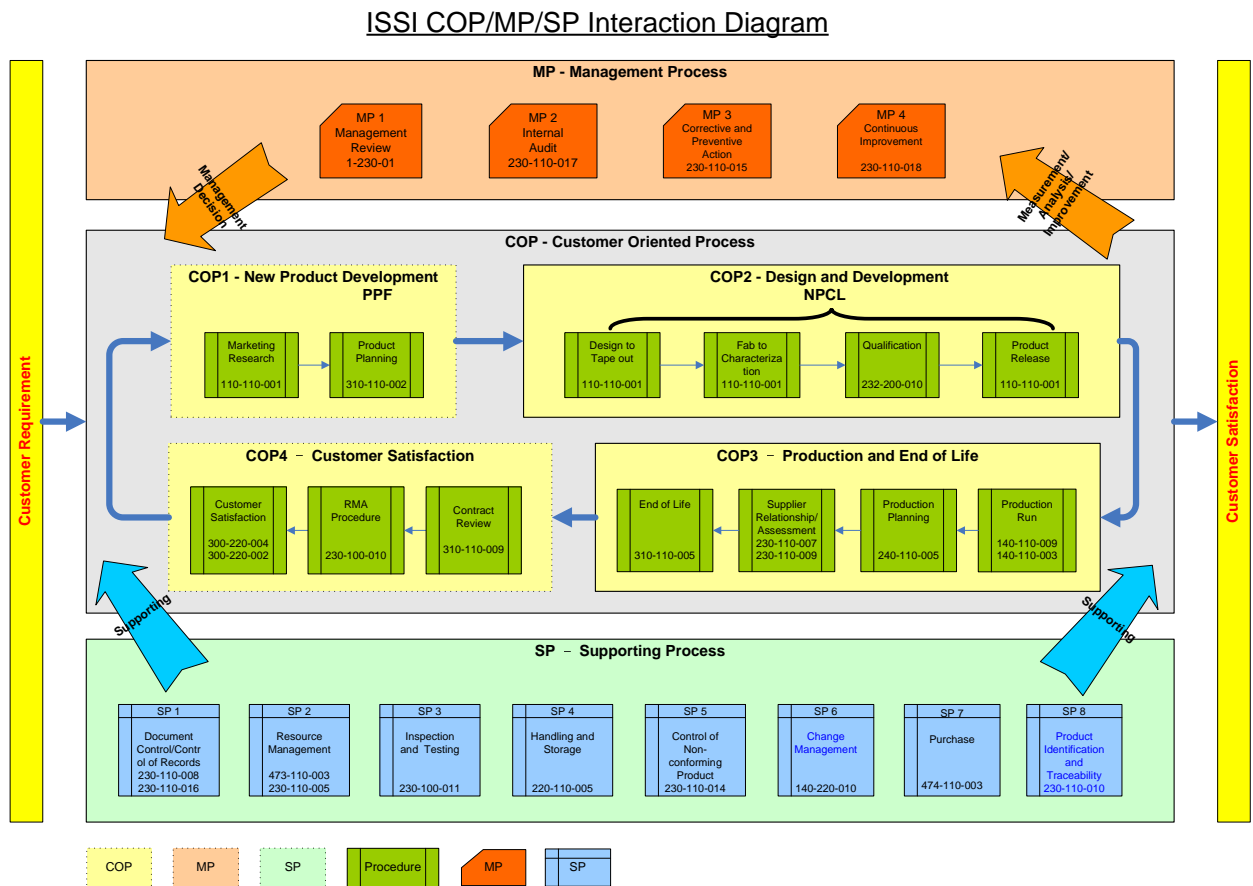 ISSI COP/MP/SP Interaction Diagram
MP - Management Process
MP 1
Management
Review
1-230-01
MP 2
Internal
Audit
230-110-017
MP 3
Corrective and
Preventive
Action
230-110-015
MP 4
Continuous
Improvement
230-110-018
Management
Decision
Measurement/
Analysis/
Improvement
Customer Requirement
Customer Satisfaction
COP - Customer Oriented Process
COP1 - New Product Development
PPF
Marketing
Research
110-110-001
Product
Planning
310-110-002
COP2 - Design and Development
NPCL
Design to
Tape out
110-110-001
Fab to
Characteriza
tion
110-110-001
Qualification
232-200-010
Product
Release
110-110-001
COP4 – Customer Satisfaction
Customer
Satisfaction
300-220-004
300-220-002
RMA
Procedure
230-100-010
Contract
Review
310-110-009
COP3 – Production and End of Life
End of Life
310-110-005
Supplier
Relationship/
Assessment
230-110-007
230-110-009
Production
Planning
240-110-005
Production
Run
140-110-009
140-110-003
Supporting
Supporting
SP – Supporting Process
SP 1
Document
Control/Contr
ol of Records
230-110-008
230-110-016
SP 2
Resource
Management
473-110-003
230-110-005
SP 3
Inspection
and Testing
230-100-011
SP 4
Handling and
Storage
220-110-005
SP 5
Control of
Non-
conforming
Product
230-110-014
SP 6
Change
Management
140-220-010
SP 7
Purchase
474-110-003
SP 8
Product
Identification
and
Traceability
230-110-010
COP
MP
SP
Procedure
MP
SP